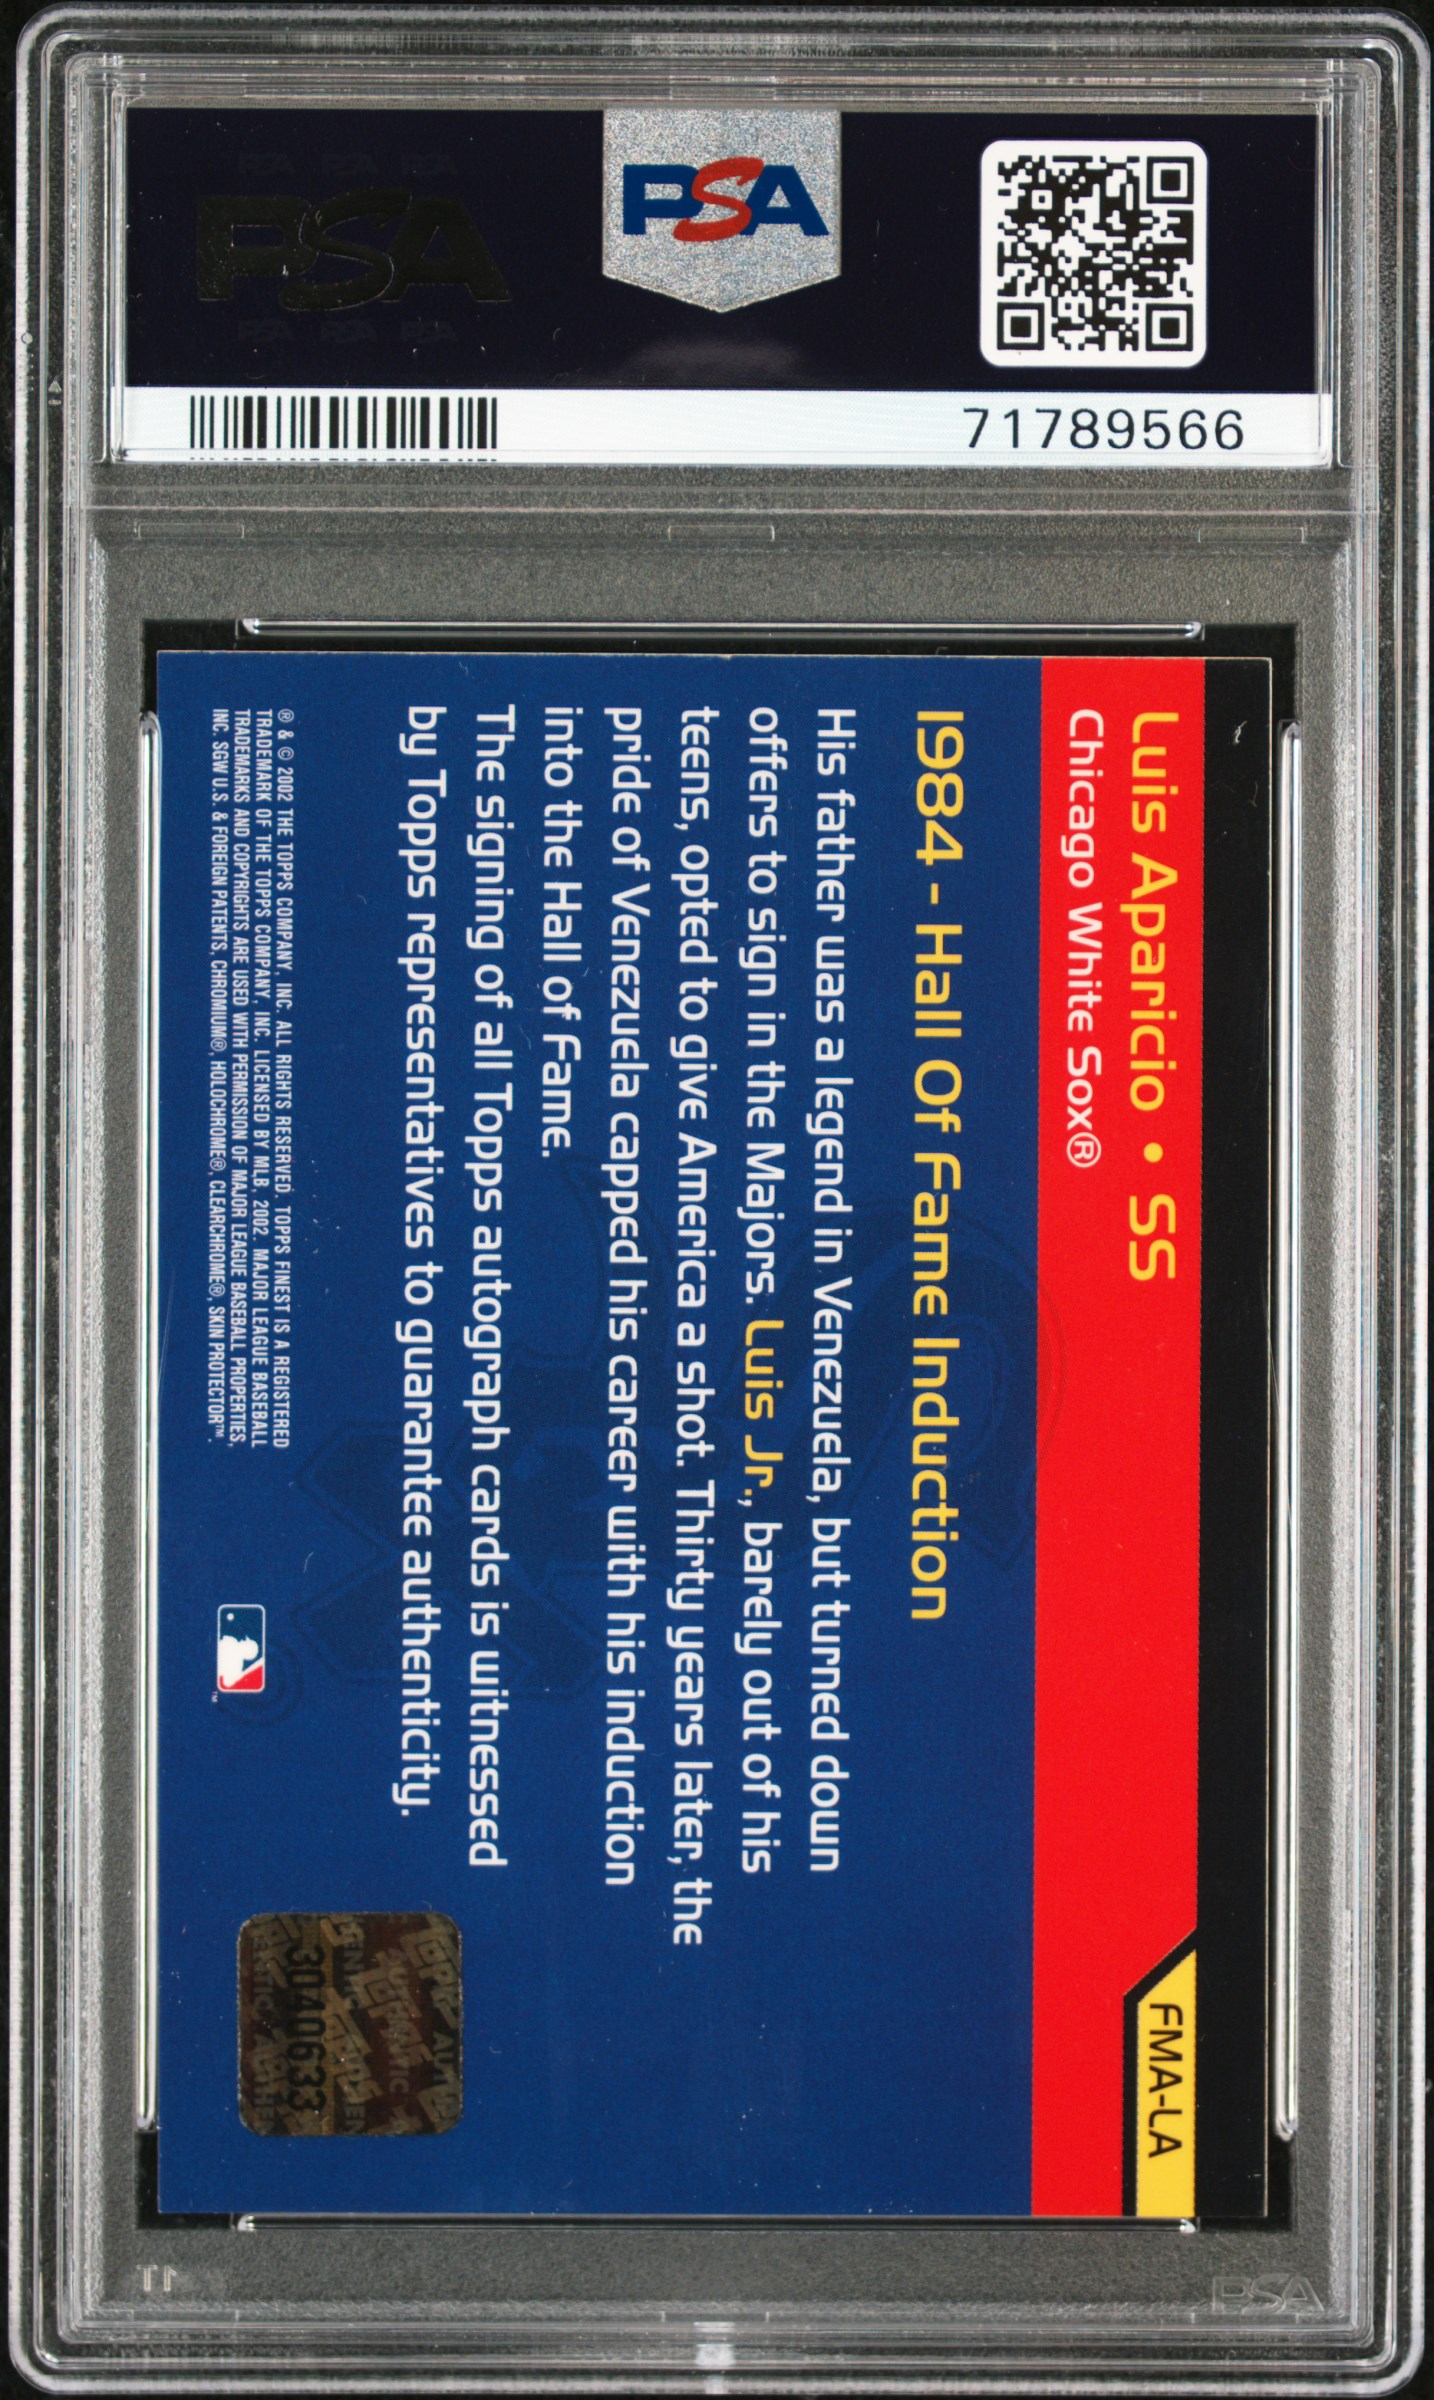 PSA
PSA
71789566
Luis Aparicio • SS
Chicago White Sox®
FMA-LA
1984 - Hall Of Fame Induction
His father was a legend in Venezuela, but turned down
offers to sign in the Majors. Luis Jr., barely out of his
teens, opted to give America a shot. Thirty years later, the
pride of Venezuela capped his career with his induction
into the Hall of Fame.
The signing of all Topps autograph cards is witnessed
by Topps representatives to guarantee authenticity.
® & © 2002 THE TOPPS COMPANY, INC. ALL RIGHTS RESERVED. TOPPS FINEST IS A REGISTERED
TRADEMARK OF THE TOPPS COMPANY, INC. LICENSED BY MLB, 2002. MAJOR LEAGUE BASEBALL
TRADEMARKS AND COPYRIGHTS ARE USED WITH PERMISSION OF MAJOR LEAGUE BASEBALL PROPERTIES,
INC. SGW U.S. & FOREIGN PATENTS, CHROMIUM®, HOLOCHROME®, CLEARCHROME®, SKIN PROTECTOR™.
3040633
PSA